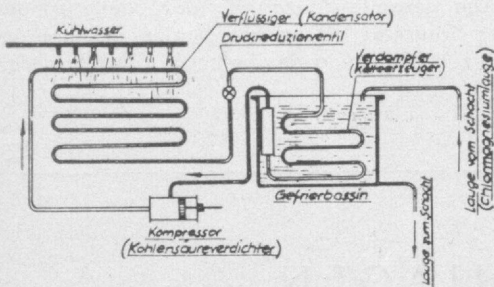 Kühlwasser
Verflüssiger (Kondensator)
Druckreduzierventil
Verdampfer
(Kälteerzeuger)
Lauge vom Schacht
(Chlormagnesiumlauge)
Gefrierbassin
Kompressor
(Kohlensäureverdichter)
Lauge zum Schacht